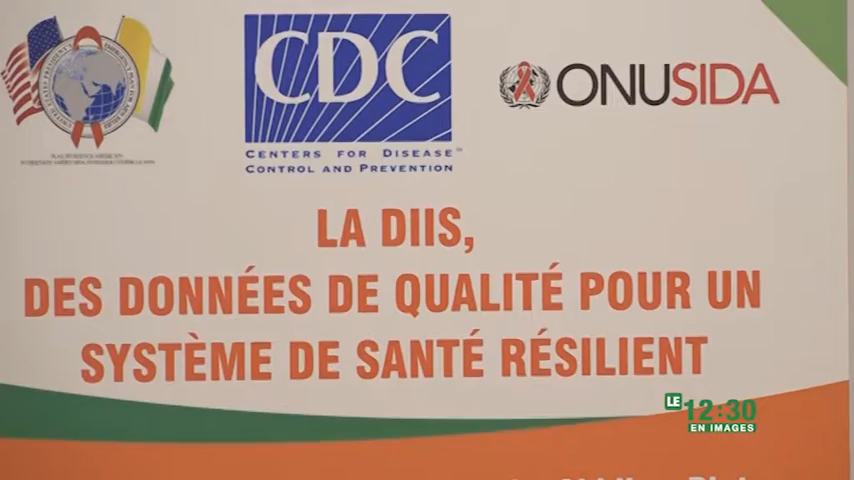 CDC
CENTERS FOR DISEASE
CONTROL AND PREVENTION
ONUSIDA
LA DIIS,
DES DONNÉES DE QUALITÉ POUR UN
SYSTÈME DE SANTÉ RÉSILIENT
LE 12:30
EN IMAGES